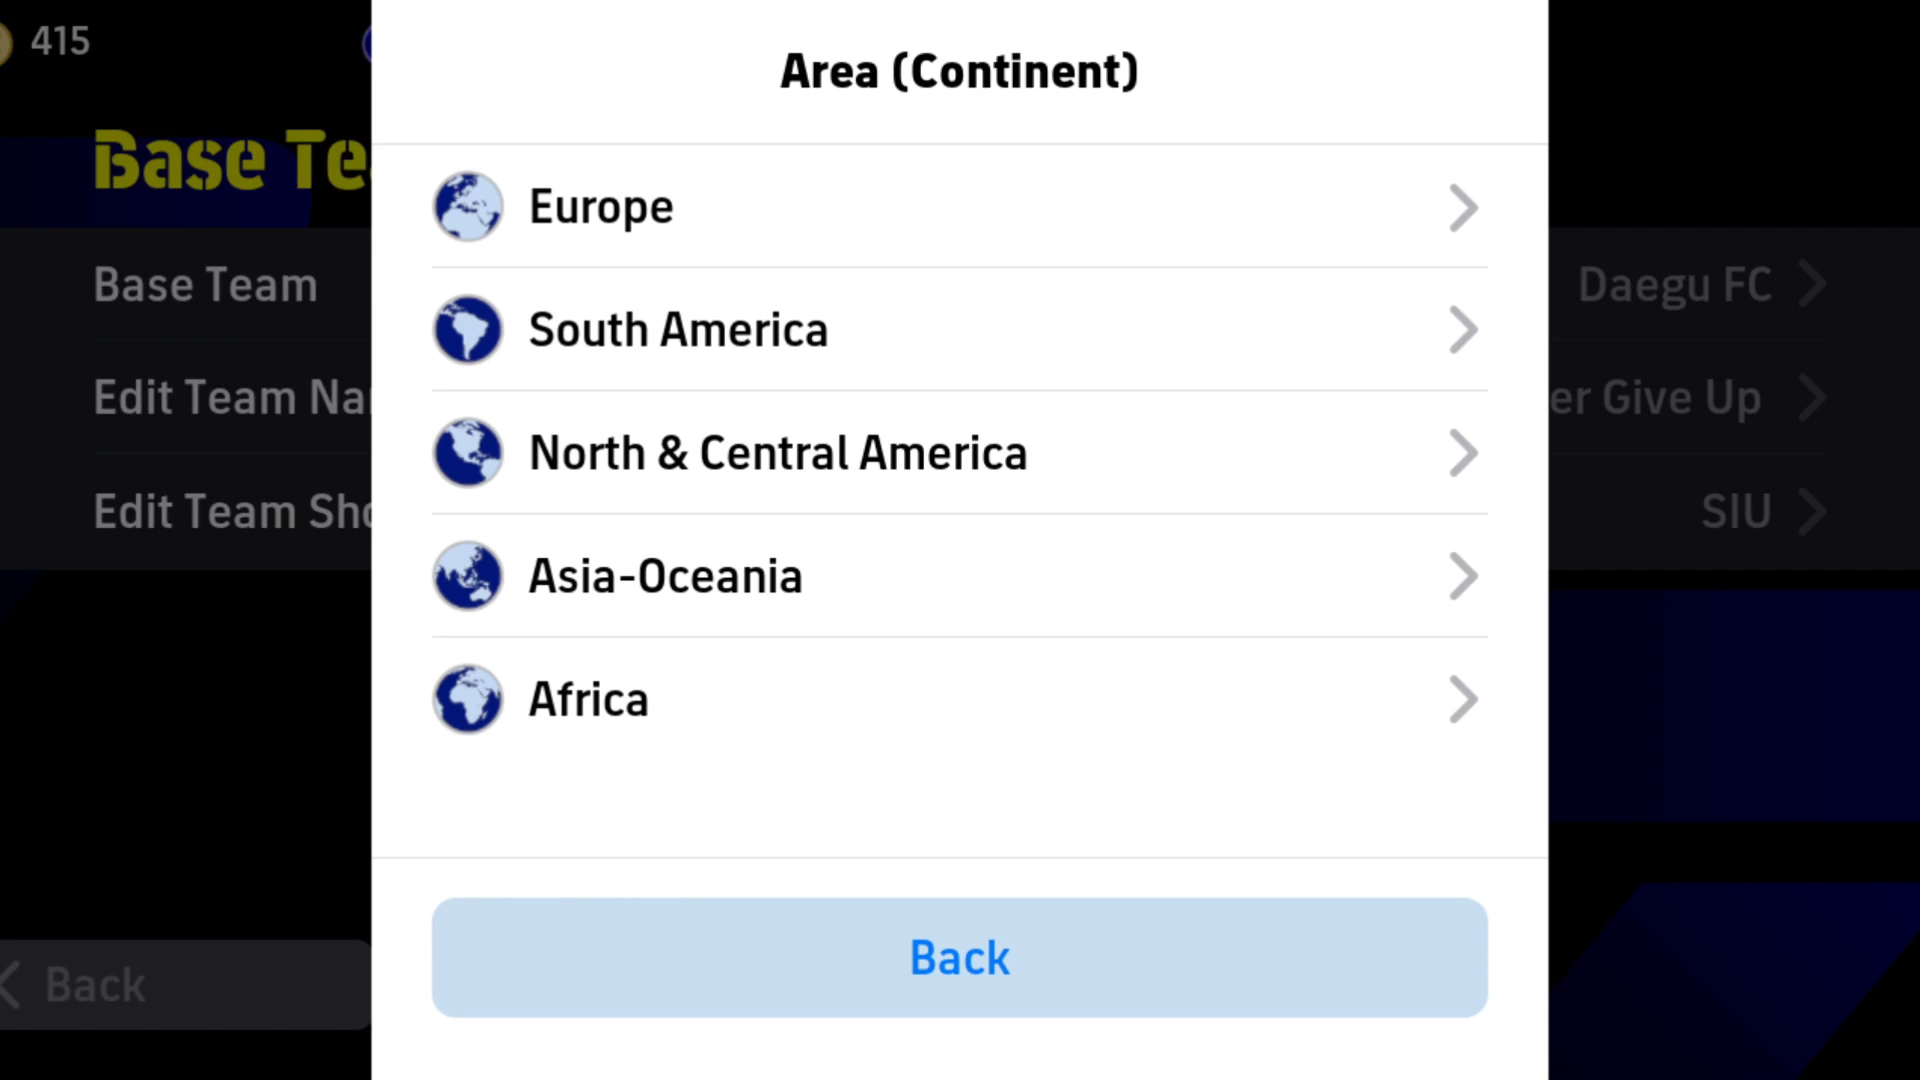 415
Area (Continent)
Base Te
Europe
Base Team
Daegu FC
South America
Edit Team Na
er Give Up
North & Central America
Edit Team Sho
SIU
Asia-Oceania
Africa
Back
Back